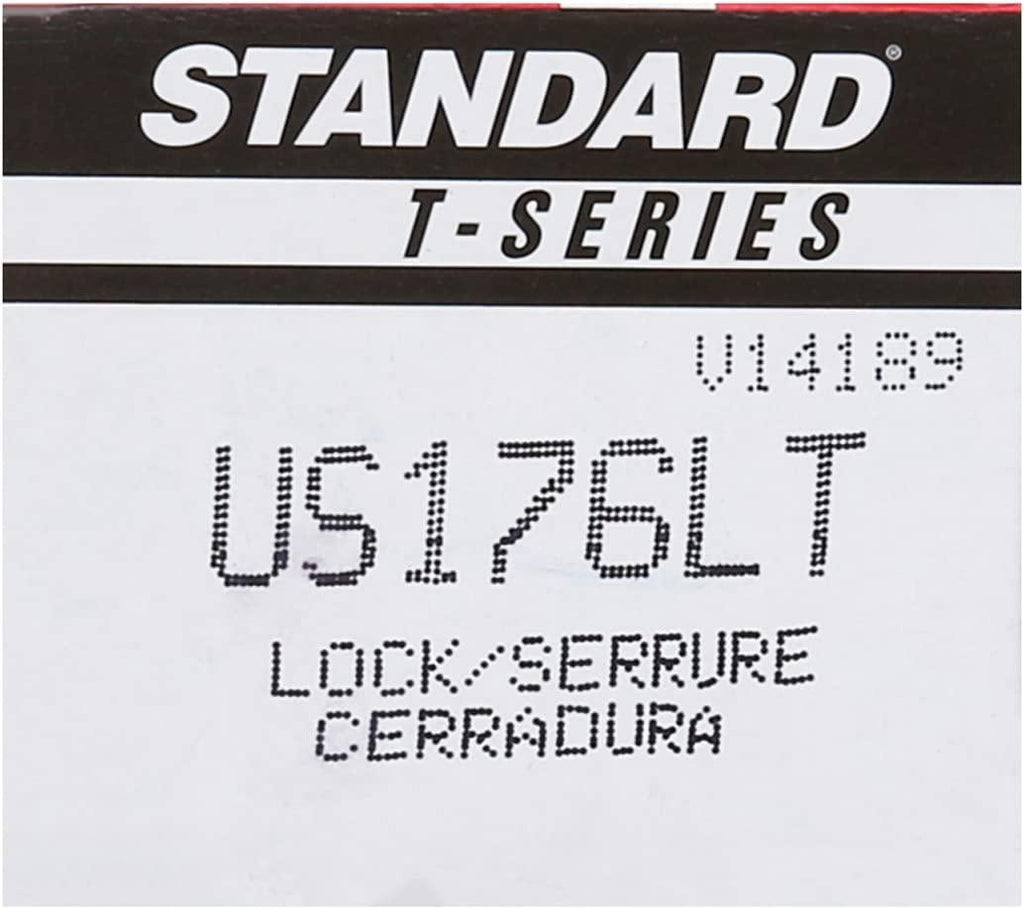 STANDARD®
T-SERIES
V14189
US176LT
LOCK/SERRURE
CERRADURA